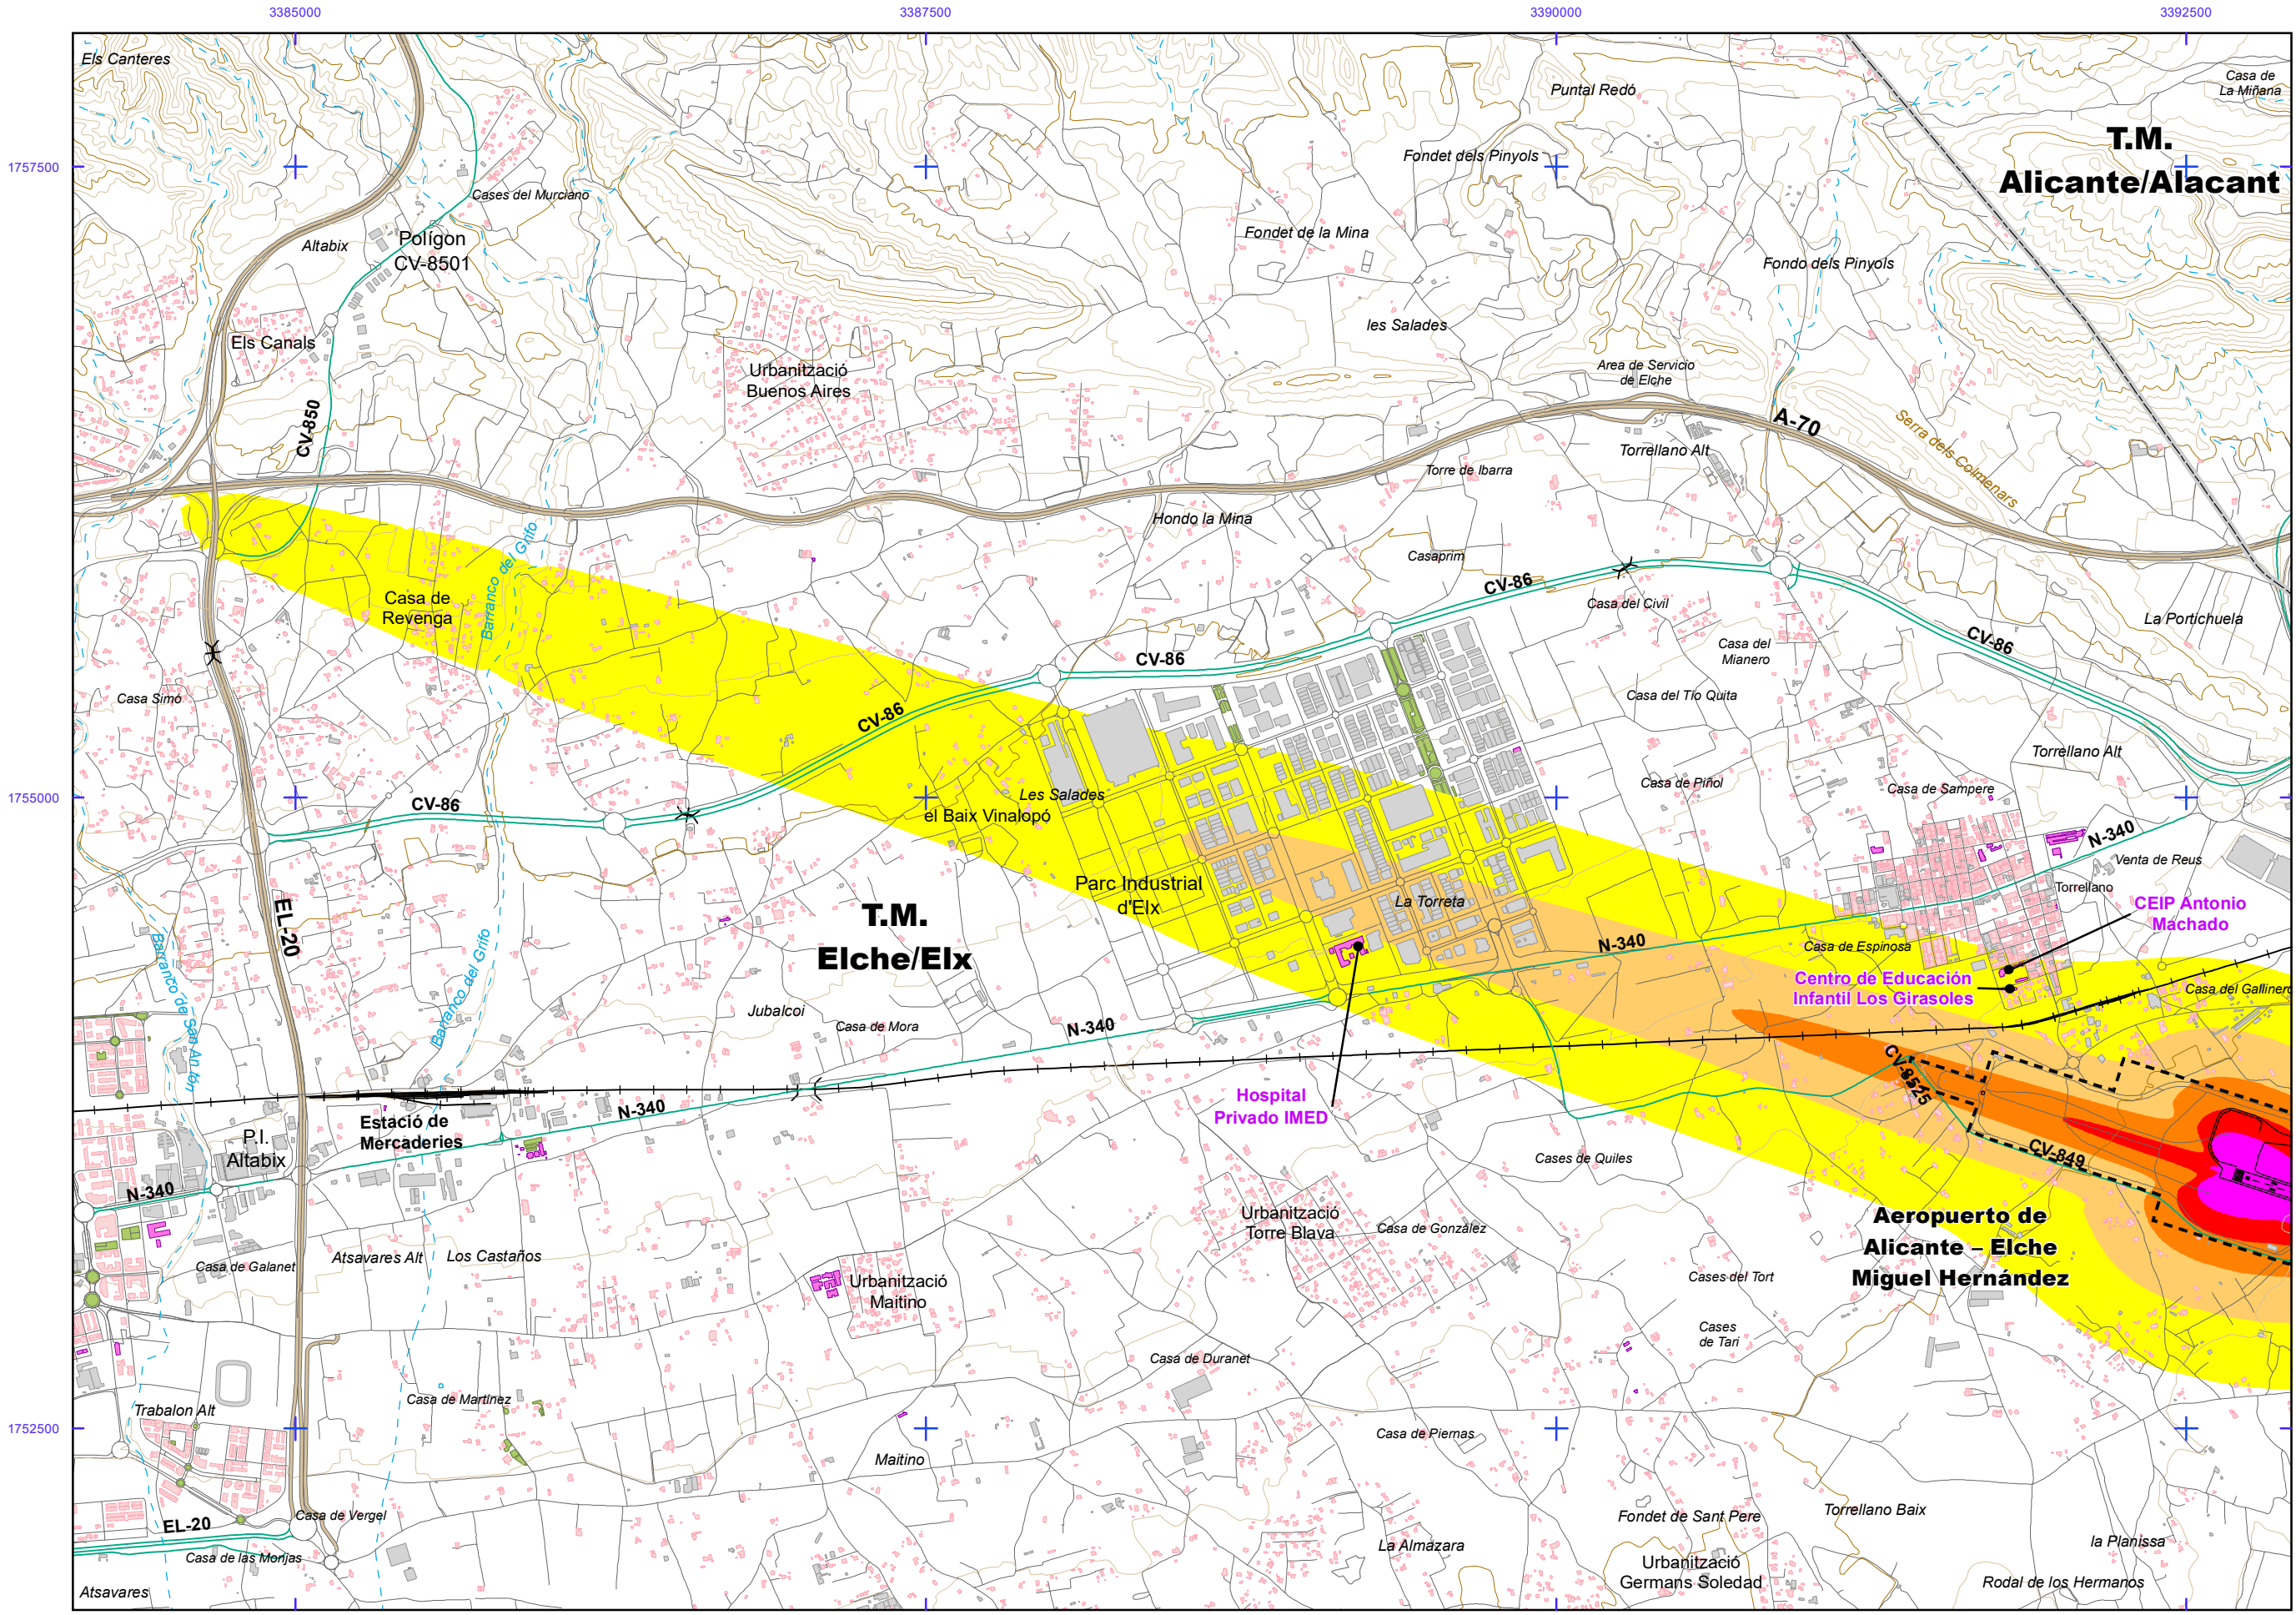 3385000
3387500
3390000
3392500
1757500
1755000
1752500
Els Canteres
Puntal Redó
Casa de
La Miñana
T.M.
Alicante/Alacant
Fondet dels Pinyols
Cases del Murciano
Altabix
Polígon
CV-8501
Fondet de la Mina
Fondo dels Pinyols
Els Canals
les Salades
Urbanització
Buenos Aires
Area de Servicio
de Elche
CV-850
A-70
Serra dels Colmenars
Torrellano Alt
Torre de Ibarra
Hondo la Mina
Barranco del Grifo
Casaprim
CV-86
Casa de
Revenga
Casa del Civil
La Portichuela
CV-86
Casa del
Mianero
CV-86
Casa Simó
Casa del Tío Quita
CV-86
Torrellano Alt
Les Salades
Casa de Piñol
Casa de Sampere
CV-86
el Baix Vinalopó
N-340
Venta de Reus
Parc Industrial
d'Elx
Torrellano
La Torreta
CEIP Antonio
Machado
T.M.
Elche/Elx
EL-20
N-340
Casa de Espinosa
Barranco de San Antón
Barranco del Grifo
Centro de Educación
Infantil Los Girasoles
Casa del Gallinero
Jubalcoi
Casa de Mora
N-340
CV-8525
Hospital
Privado IMED
N-340
Estació de
Mercaderies
P.I.
Altabix
CV-849
Cases de Quiles
N-340
Urbanització
Torre Blava
Casa de González
Aeropuerto de
Alicante – Elche
Miguel Hernández
Casa de Galanet
Atsavares Alt
Los Castaños
Urbanització
Maitino
Cases del Tort
Cases
de Tari
Casa de Duranet
Casa de Martínez
Trabalon Alt
Casa de Piernas
Maitino
Casa de Vergel
EL-20
Fondet de Sant Pere
Torrellano Baix
La Almazara
la Planissa
Casa de las Monjas
Urbanització
Germans Soledad
Atsavares
Rodal de los Hermanos